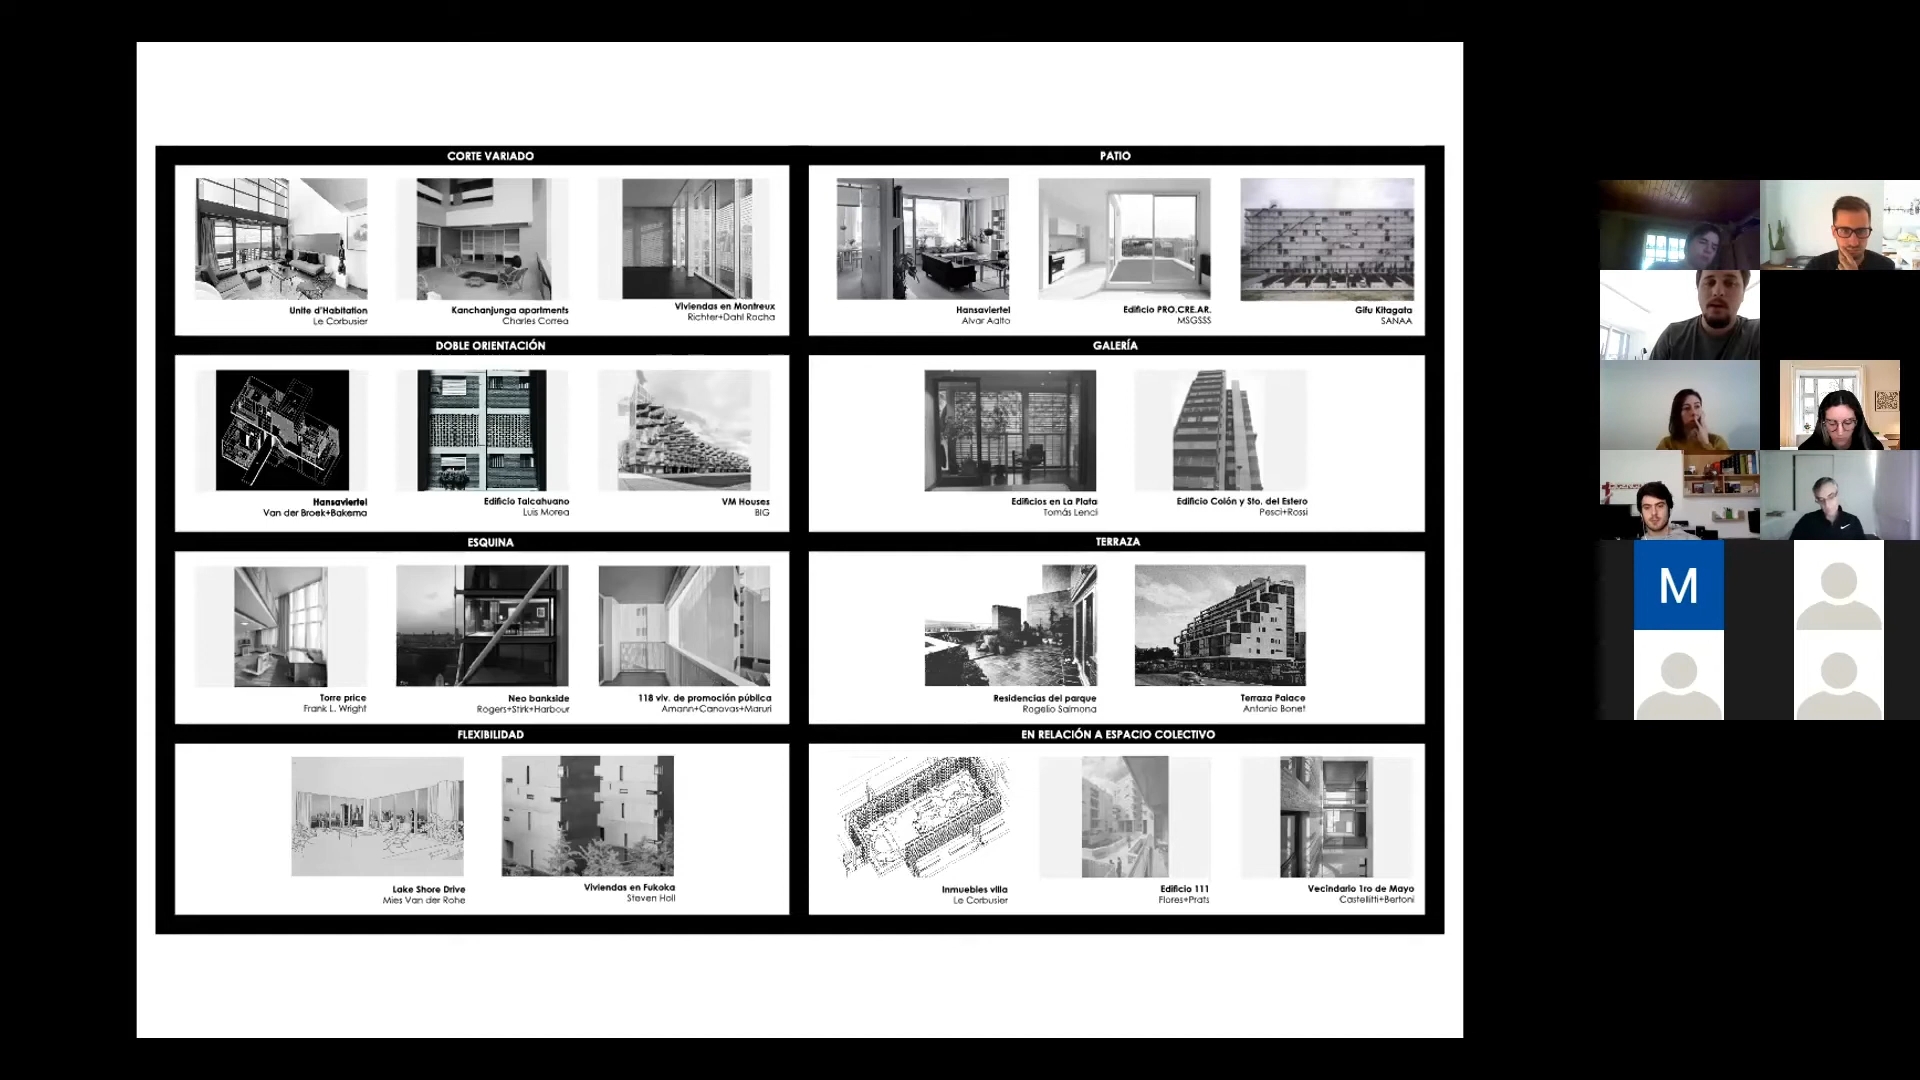 CORTE VARIADO
Unite d'Habitation
Le Corbusier
Kanchanjunga apartments
Charles Correa
Viviendas en Montreux
Richter+Dahl Rocha
PATIO
Hansaviertel
Alvar Aalto
Edificio PRO.CRE.AR.
MSGSSS
Gifu Kitagata
SANAA
DOBLE ORIENTACIÓN
Hansaviertel
Van der Broek+Bakema
Edificio Talcahuano
Luis Morea
VM Houses
BIG
GALERÍA
Edificios en La Plata
Tomás Lenci
Edificio Colón y Sto. del Estero
Pesci+Rossi
ESQUINA
Torre price
Frank L. Wright
Neo bankside
Rogers+Stirk+Harbour
118 viv. de promoción pública
Amann+Canovas+Maruri
TERRAZA
Residencias del parque
Rogelio Salmona
Terraza Palace
Antonio Bonet
FLEXIBILIDAD
Lake Shore Drive
Mies Van der Rohe
Viviendas en Fukoka
Steven Holl
EN RELACIÓN A ESPACIO COLECTIVO
Inmuebles villa
Le Corbusier
Edificio 111
Flores+Prats
Vecindario 1ro de Mayo
Castellitti+Bertoni
M